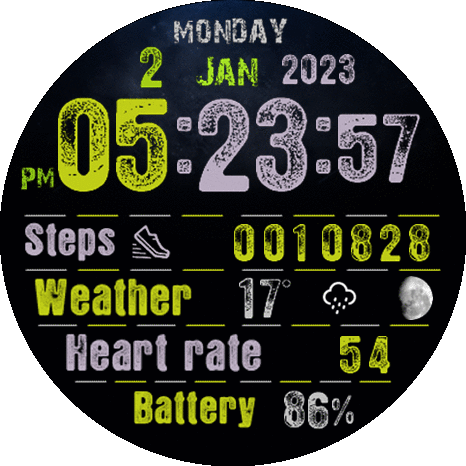 MONDAY
2 JAN 2023
PM 05:23:57
Steps 0010828
Weather 17°
Heart rate 54
Battery 86%